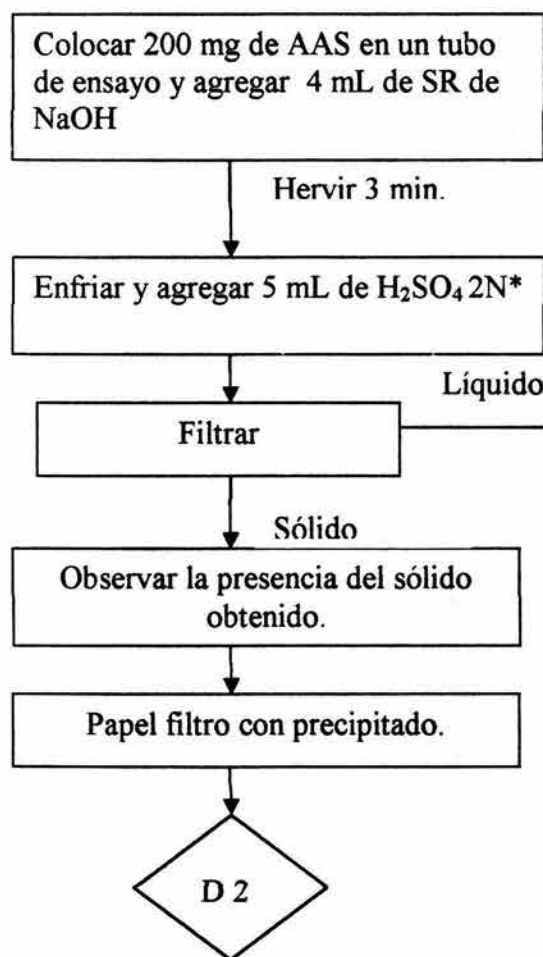 Colocar 200 mg de AAS en un tubo
de ensayo y agregar 4 mL de SR de
NaOH
Hervir 3 min.
Enfriar y agregar 5 mL de H₂SO₄ 2N*
Líquido
Filtrar
Sólido
Observar la presencia del sólido
obtenido.
Papel filtro con precipitado.
D 2